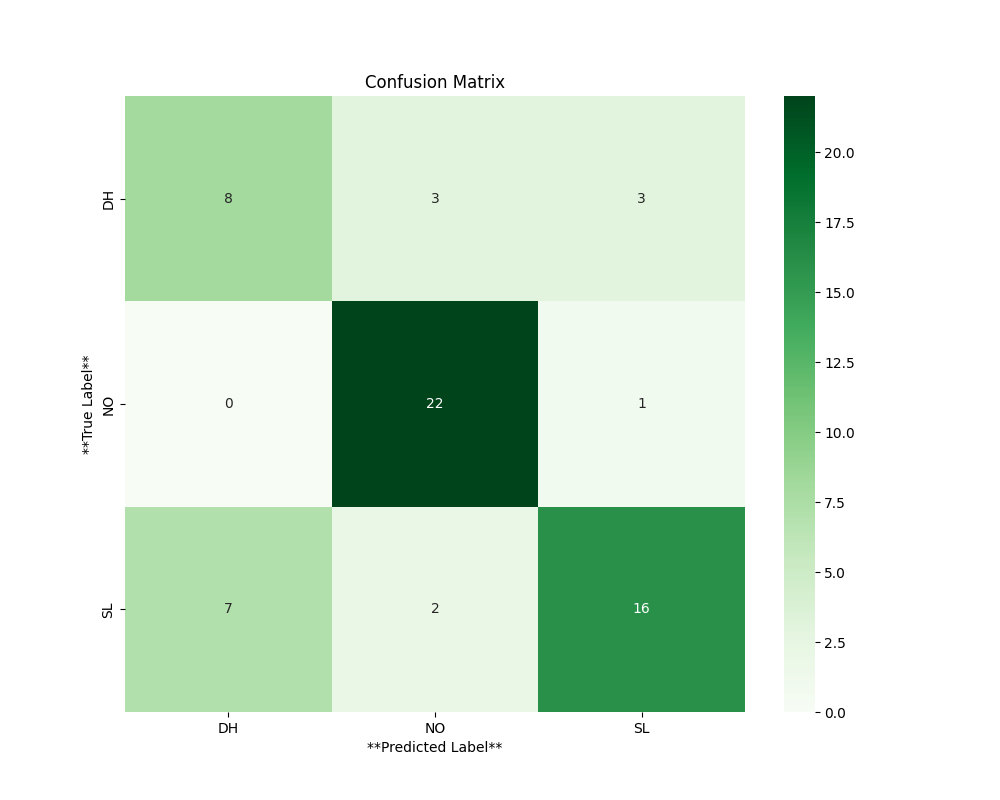 Confusion Matrix
**True Label**
DH
8
3
3
NO
0
22
1
SL
7
2
16
DH
NO
SL
**Predicted Label**
20.0
17.5
15.0
12.5
10.0
7.5
5.0
2.5
0.0